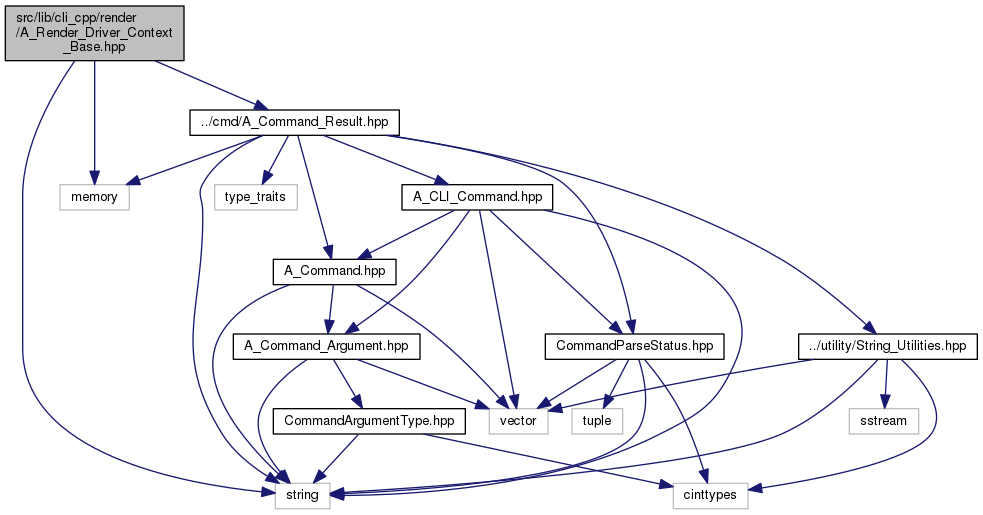 src/lib/cli_cpp/render
/A_Render_Driver_Context
_Base.hpp
../cmd/A_Command_Result.hpp
memory
type_traits
A_CLI_Command.hpp
A_Command.hpp
A_Command_Argument.hpp
CommandParseStatus.hpp
../utility/String_Utilities.hpp
CommandArgumentType.hpp
vector
tuple
sstream
string
cinttypes